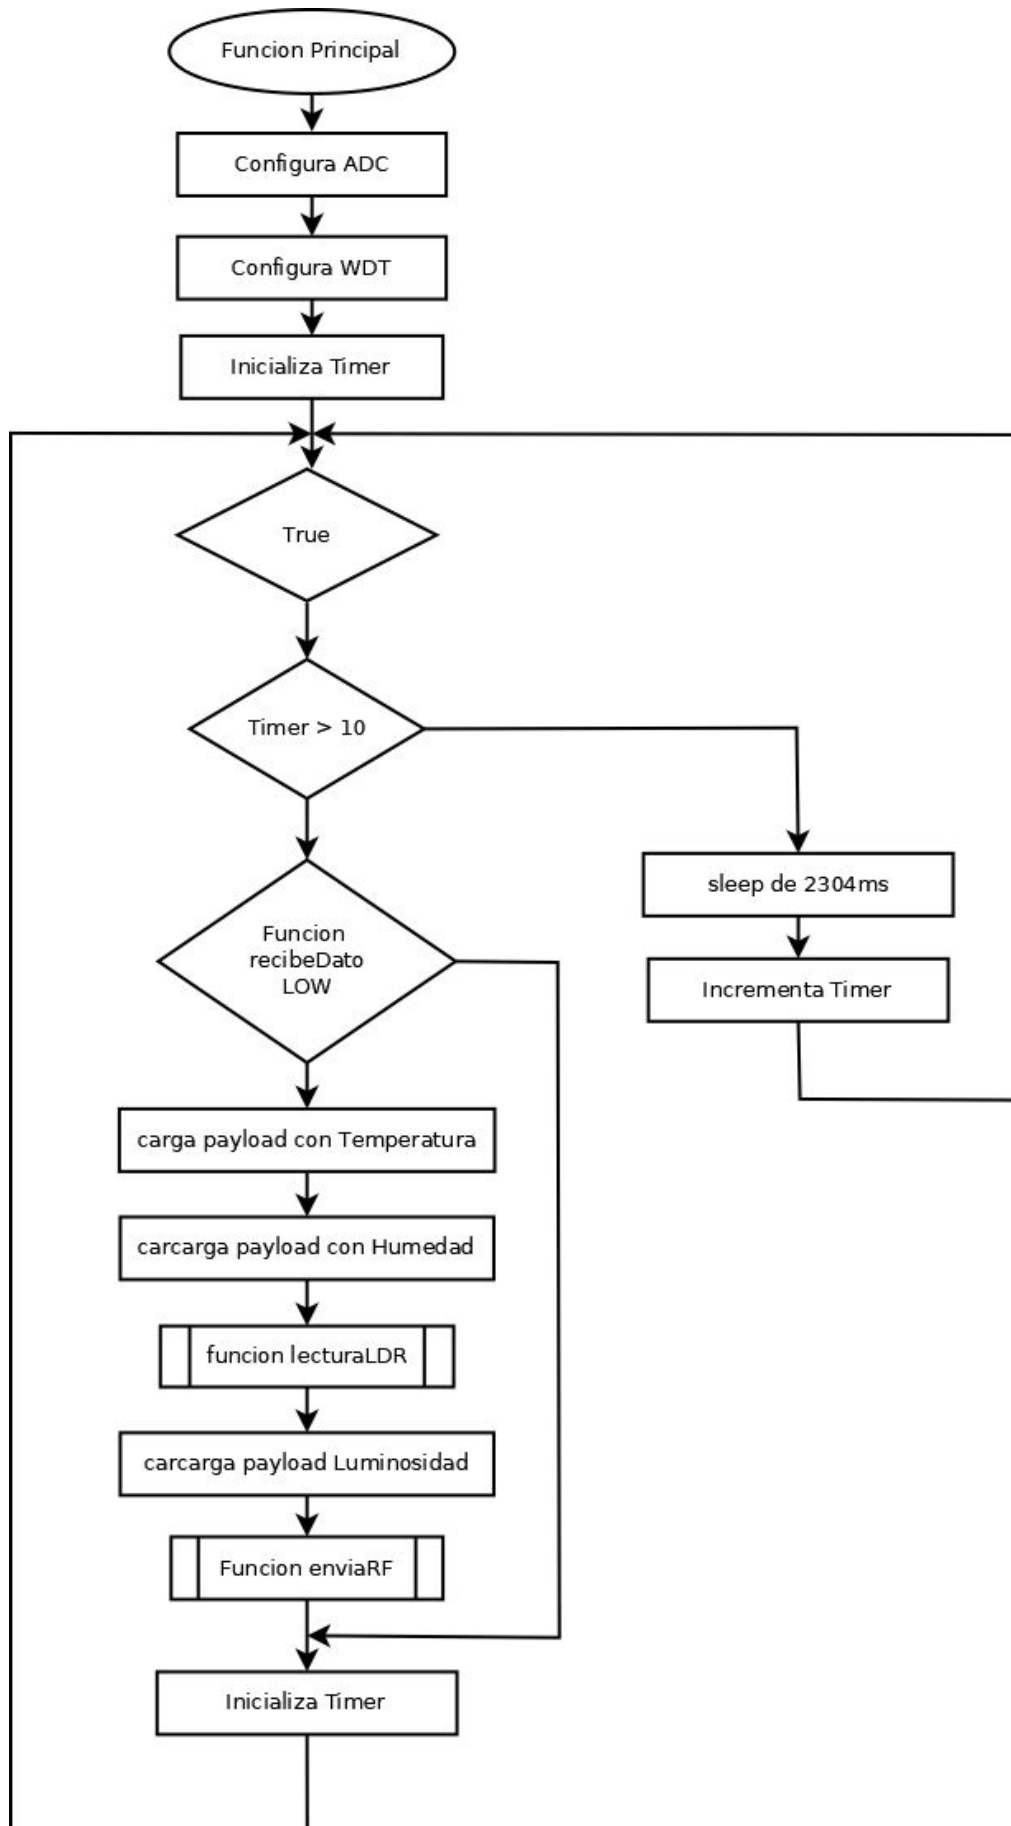 Funcion Principal
Configura ADC
Configura WDT
Inicializa Timer
True
Timer > 10
sleep de 2304ms
Incrementa Timer
Funcion
recibeDato
LOW
carga payload con Temperatura
carcarga payload con Humedad
funcion lecturaLDR
carcarga payload Luminosidad
Funcion enviaRF
Inicializa Timer